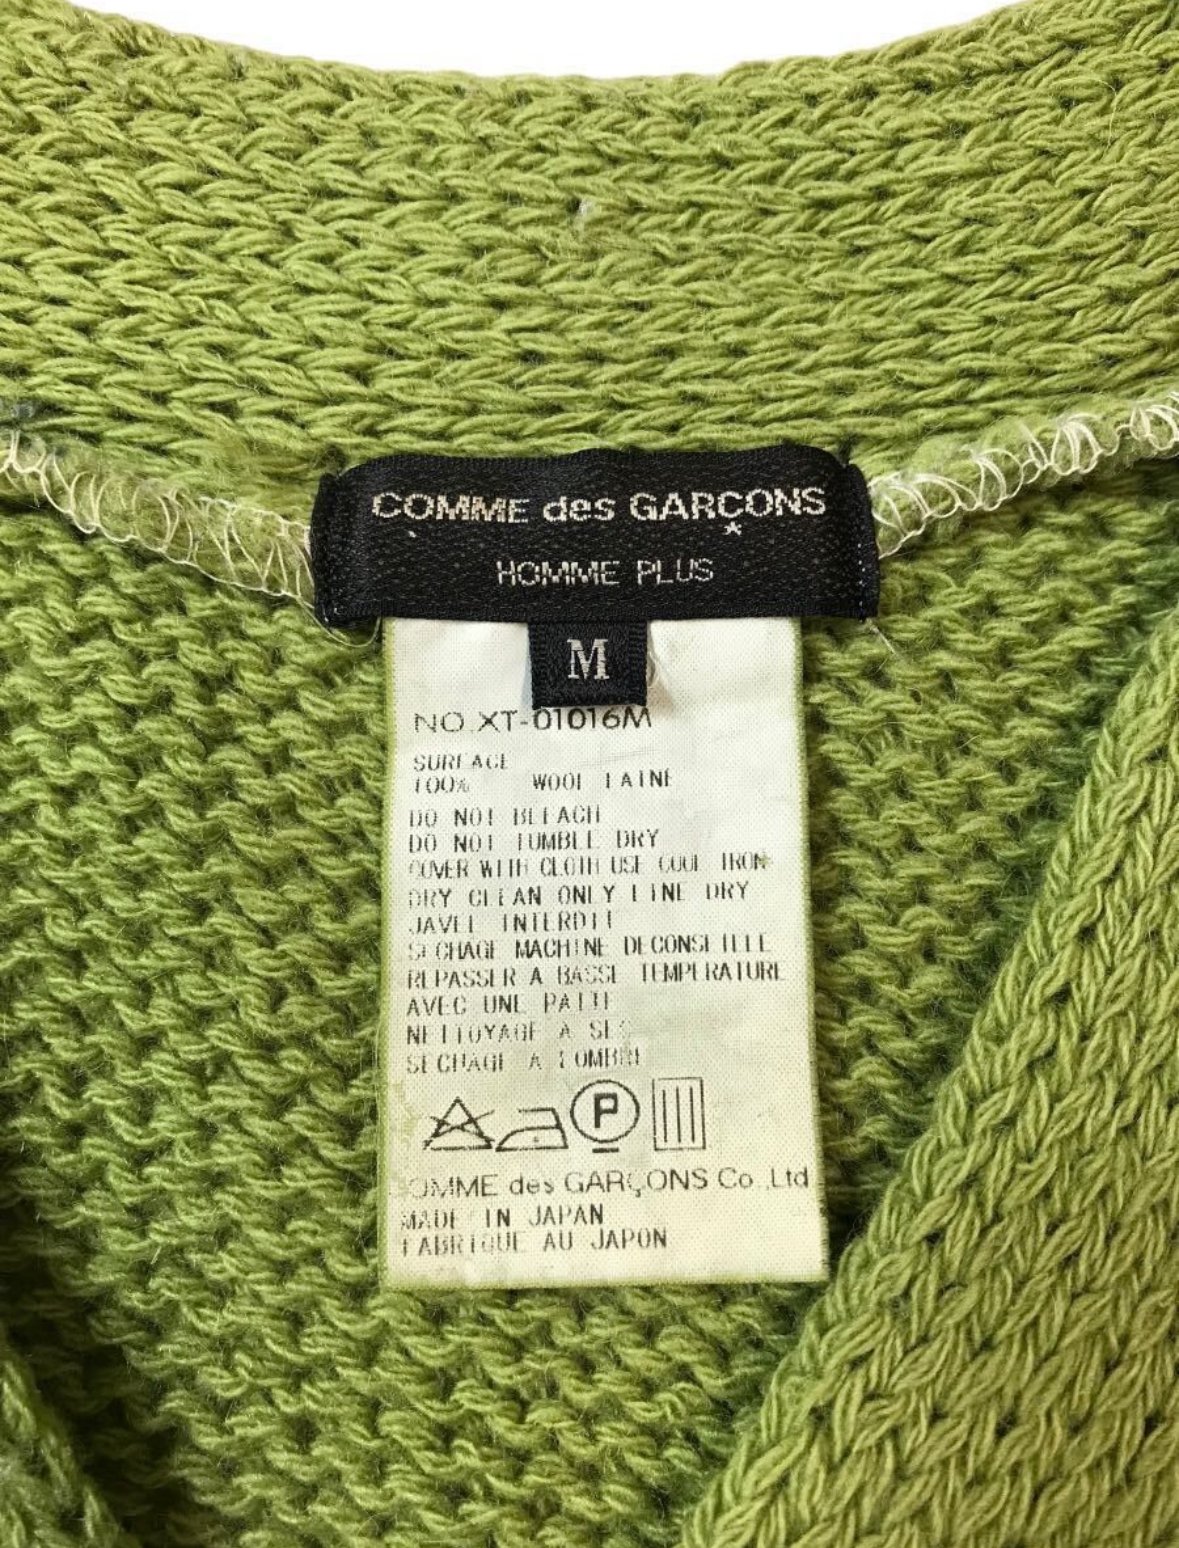 COMME des GARÇONS
*
HOMME PLUS
M
NO.XT-01016M
SURFACE
100% WOOL LAINE
DO NOT BLEACH
DO NOT TUMBLE DRY
COVER WITH CLOTH USE COOL IRON
DRY CLEAN ONLY LINE DRY
JAVEL INTERDIT
SECHAGE MACHINE DECONSEILLE
REPASSER A BASSE TEMPERATURE
AVEC UNE PATTE
NETTOYAGE A SEC
SECHAGE A L'OMBRE
P
COMME des GARÇONS Co.,Ltd
MADE IN JAPAN
FABRIQUE AU JAPON